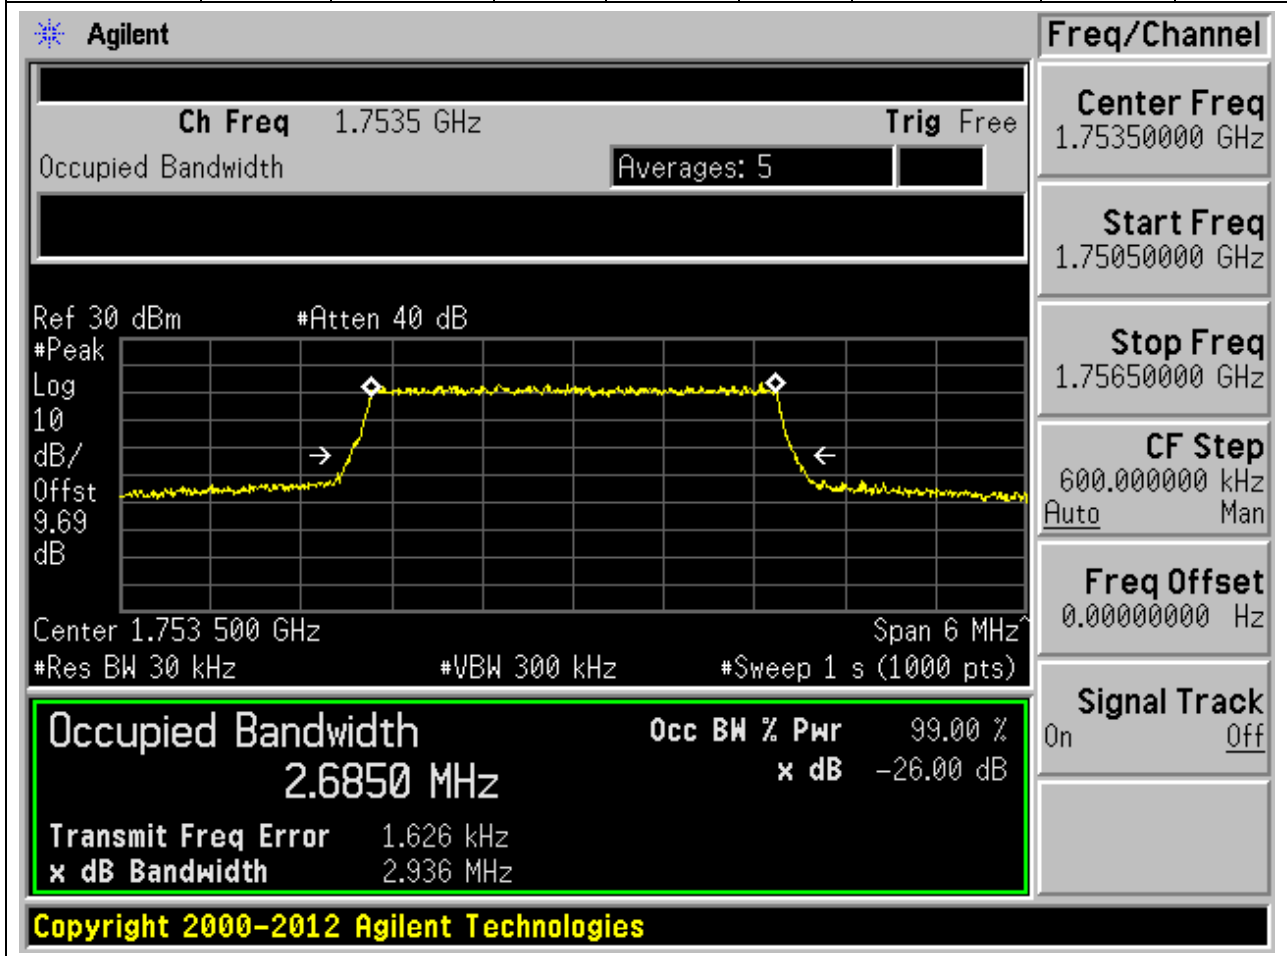 Agilent
Freq/Channel
Ch Freq 1.7535 GHz Trig Free
Occupied Bandwidth Averages: 5
Center Freq
1.75350000 GHz
Start Freq
1.75050000 GHz
Stop Freq
1.75650000 GHz
CF Step
600.000000 kHz
Auto Man
Freq Offset
0.00000000 Hz
Signal Track
On Off
Ref 30 dBm #Atten 40 dB
#Peak
Log
10
dB/
Offst
9.69
dB
Center 1.753 500 GHz Span 6 MHz^
#Res BW 30 kHz #VBW 300 kHz #Sweep 1 s (1000 pts)
Occupied Bandwidth Occ BW % Pwr 99.00 %
2.6850 MHz x dB -26.00 dB
Transmit Freq Error 1.626 kHz
x dB Bandwidth 2.936 MHz
Copyright 2000-2012 Agilent Technologies